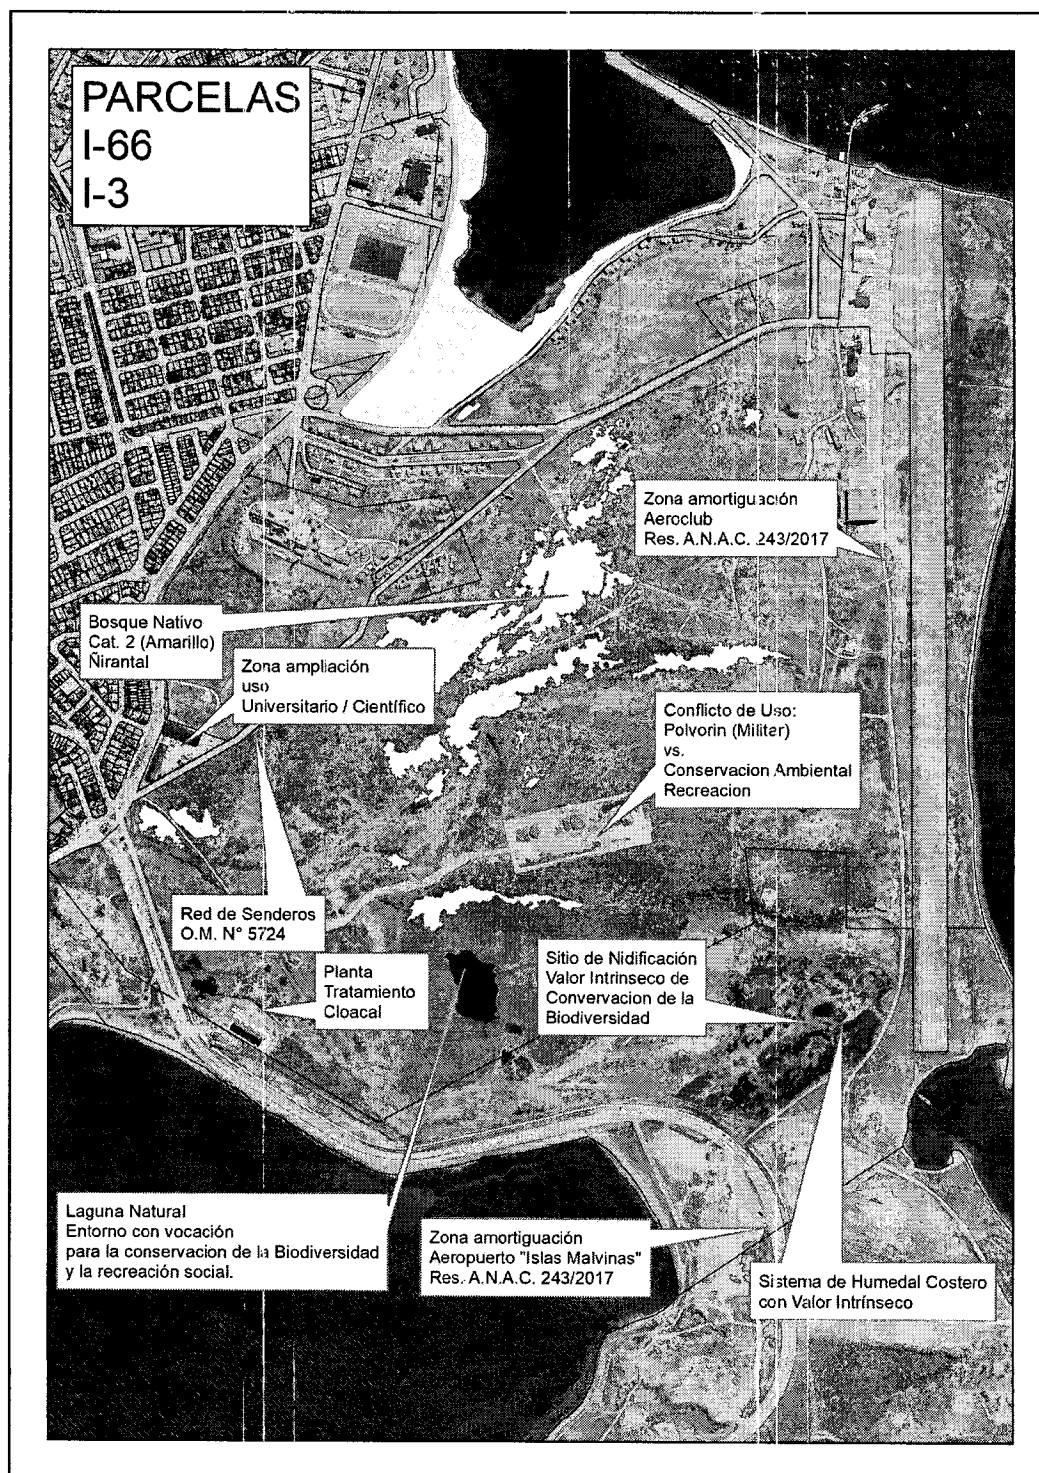 PARCELAS
I-66
I-3
Zona amortiguación
Aeroclub
Res. A.N.A.C. 243/2017
Bosque Nativo
Cat. 2 (Amarillo)
Ñirantal
Zona ampliación
uso
Universitario / Científico
Conflicto de Uso:
Polvorin (Militar)
vs.
Conservacion Ambiental
Recreacion
Red de Senderos
O.M. N° 5724
Planta
Tratamiento
Cloacal
Sitio de Nidificación
Valor Intrinseco de
Convervacion de la
Biodiversidad
Laguna Natural
Entorno con vocación
para la conservacion de la Biodiversidad
y la recreación social.
Zona amortiguación
Aeropuerto "Islas Malvinas"
Res. A.N.A.C. 243/2017
Sistema de Humedal Costero
con Valor Intrínseco